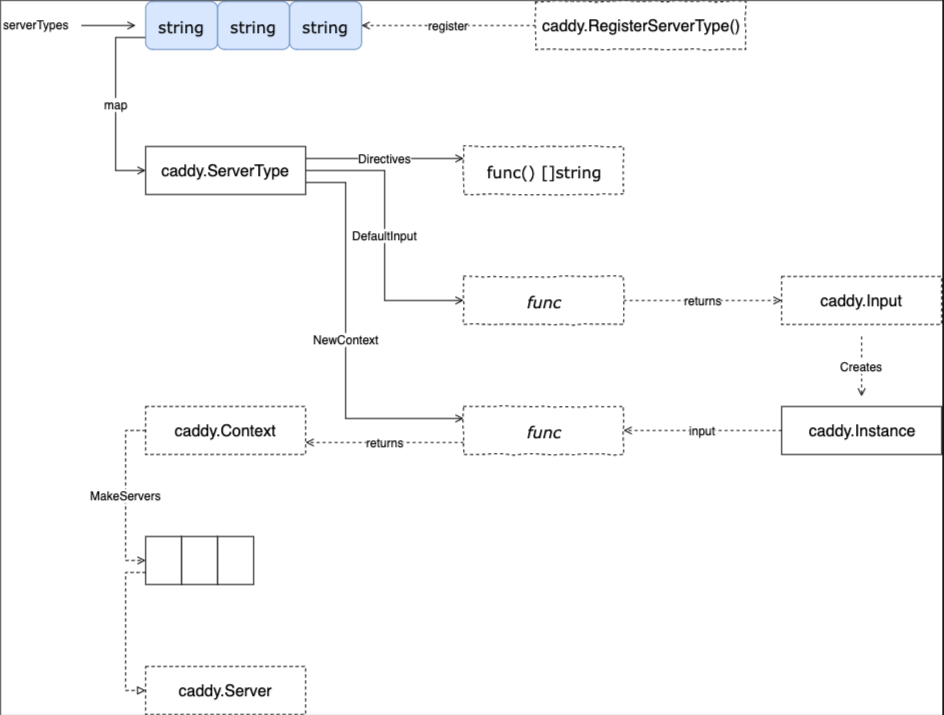 serverTypes
string
string
string
register
caddy.RegisterServerType()
map
caddy.ServerType
Directives
func() []string
DefaultInput
func
returns
caddy.Input
NewContext
Creates
caddy.Context
returns
func
input
caddy.Instance
MakeServers
caddy.Server